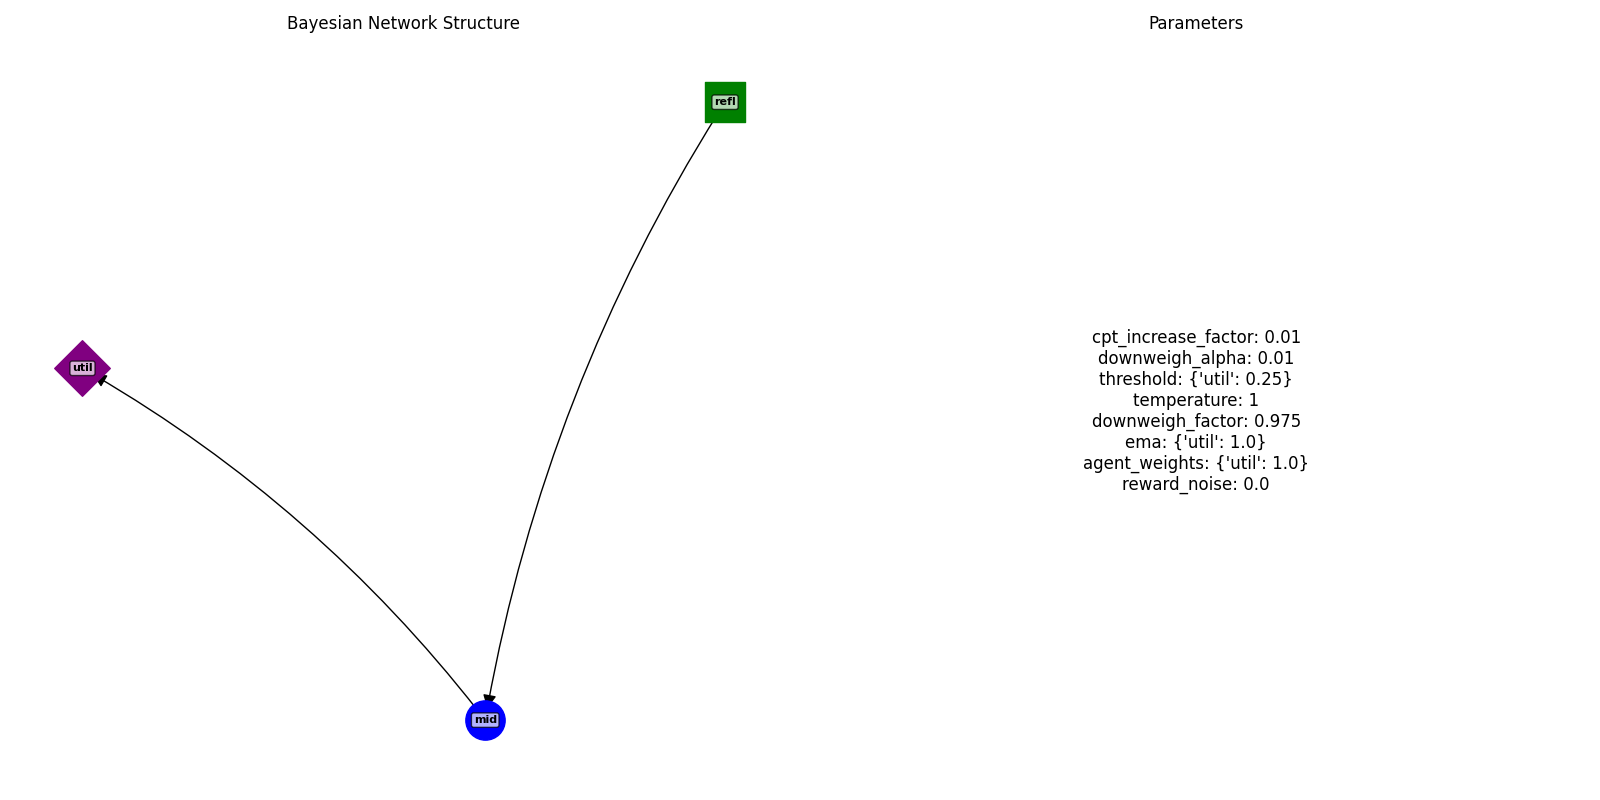 Bayesian Network Structure
Parameters
refl
util
mid
cpt_increase_factor: 0.01
downweigh_alpha: 0.01
threshold: {'util': 0.25}
temperature: 1
downweigh_factor: 0.975
ema: {'util': 1.0}
agent_weights: {'util': 1.0}
reward_noise: 0.0